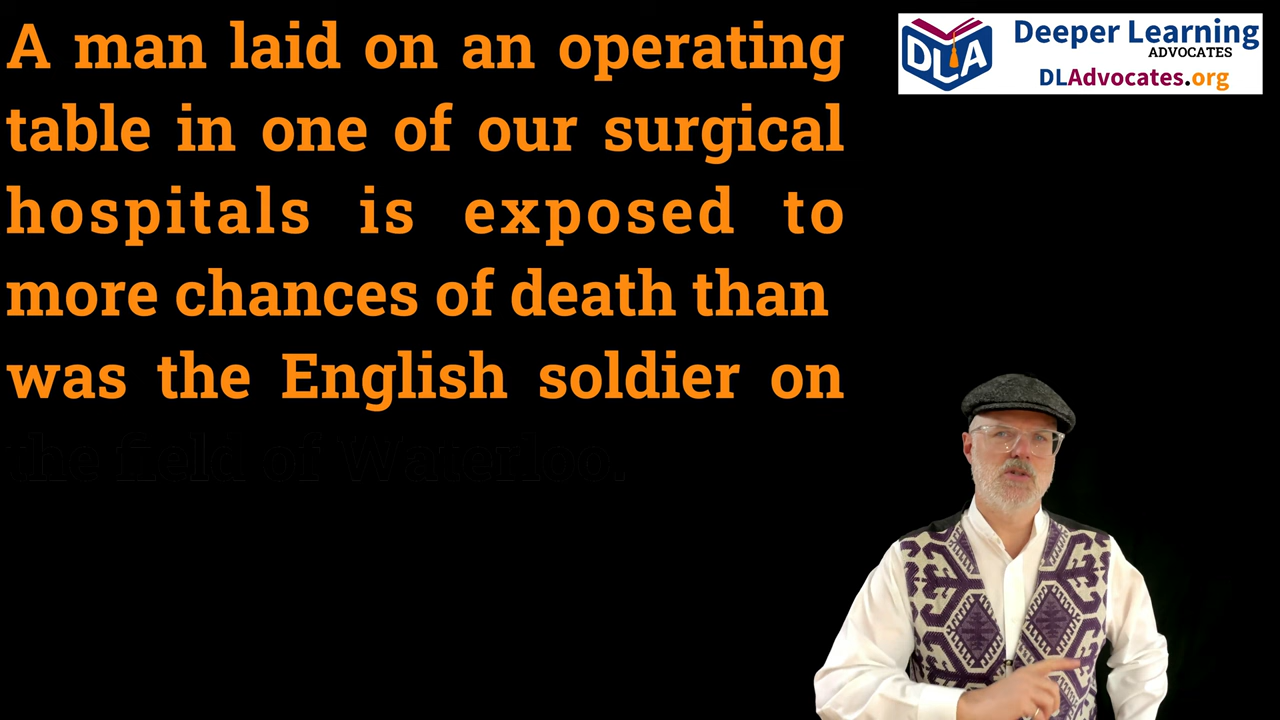 A man laid on an operating
table in one of our surgical
hospitals is exposed to
more chances of death than
was the English soldier on
the field of Waterloo.
DLA
Deeper Learning
ADVOCATES
DLAdvocates.org